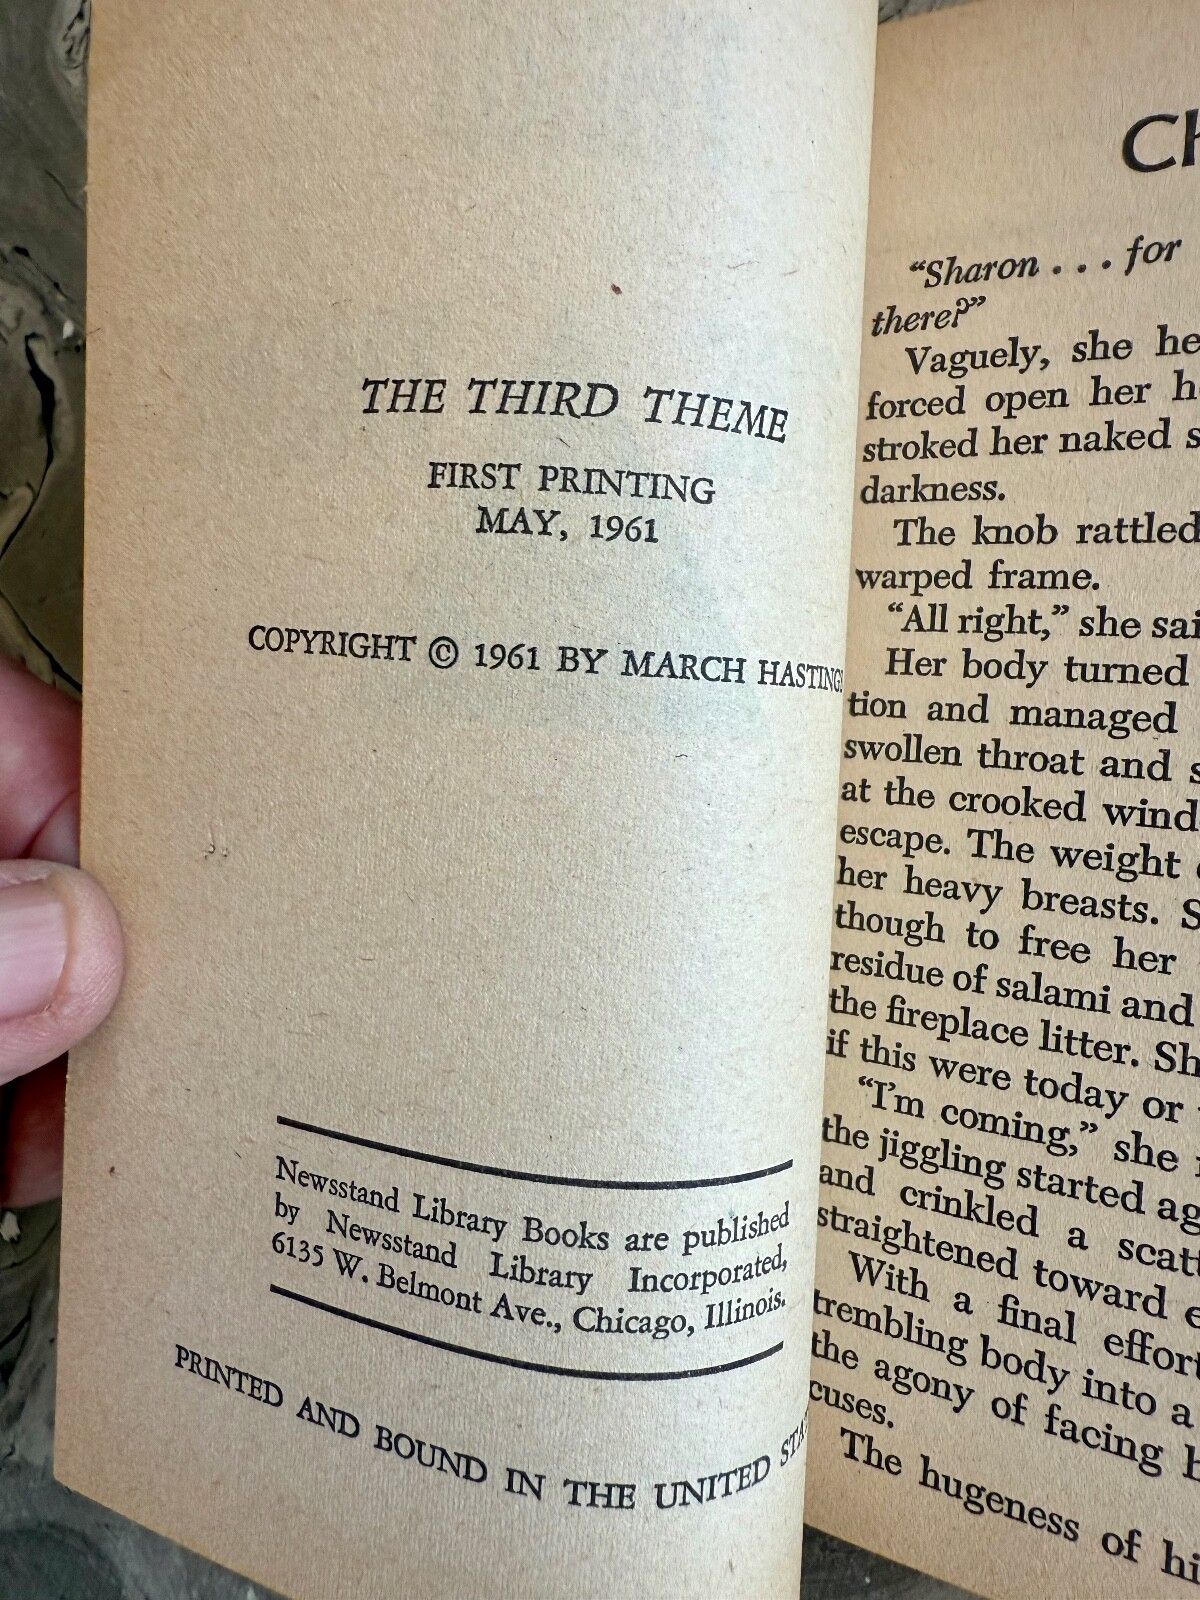 THE THIRD THEME
FIRST PRINTING
MAY, 1961
COPYRIGHT © 1961 BY MARCH HASTING
Newsstand Library Books are published
by Newsstand Library Incorporated,
6135 W. Belmont Ave., Chicago, Illinois.
PRINTED AND BOUND IN THE UNITED STA
Ch
“Sharon . . . for
there?”
Vaguely, she he
forced open her h
stroked her naked s
darkness.
The knob rattled
warped frame.
“All right,” she sai
Her body turned
tion and managed
swollen throat and s
at the crooked wind
escape. The weight
her heavy breasts. S
though to free her
residue of salami and
the fireplace litter. Sh
if this were today or
“I’m coming,” she
the jiggling started ag
and crinkled a scatt
straightened toward e
With a final effort
trembling body into a
the agony of facing h
cuses.
The hugeness of hi